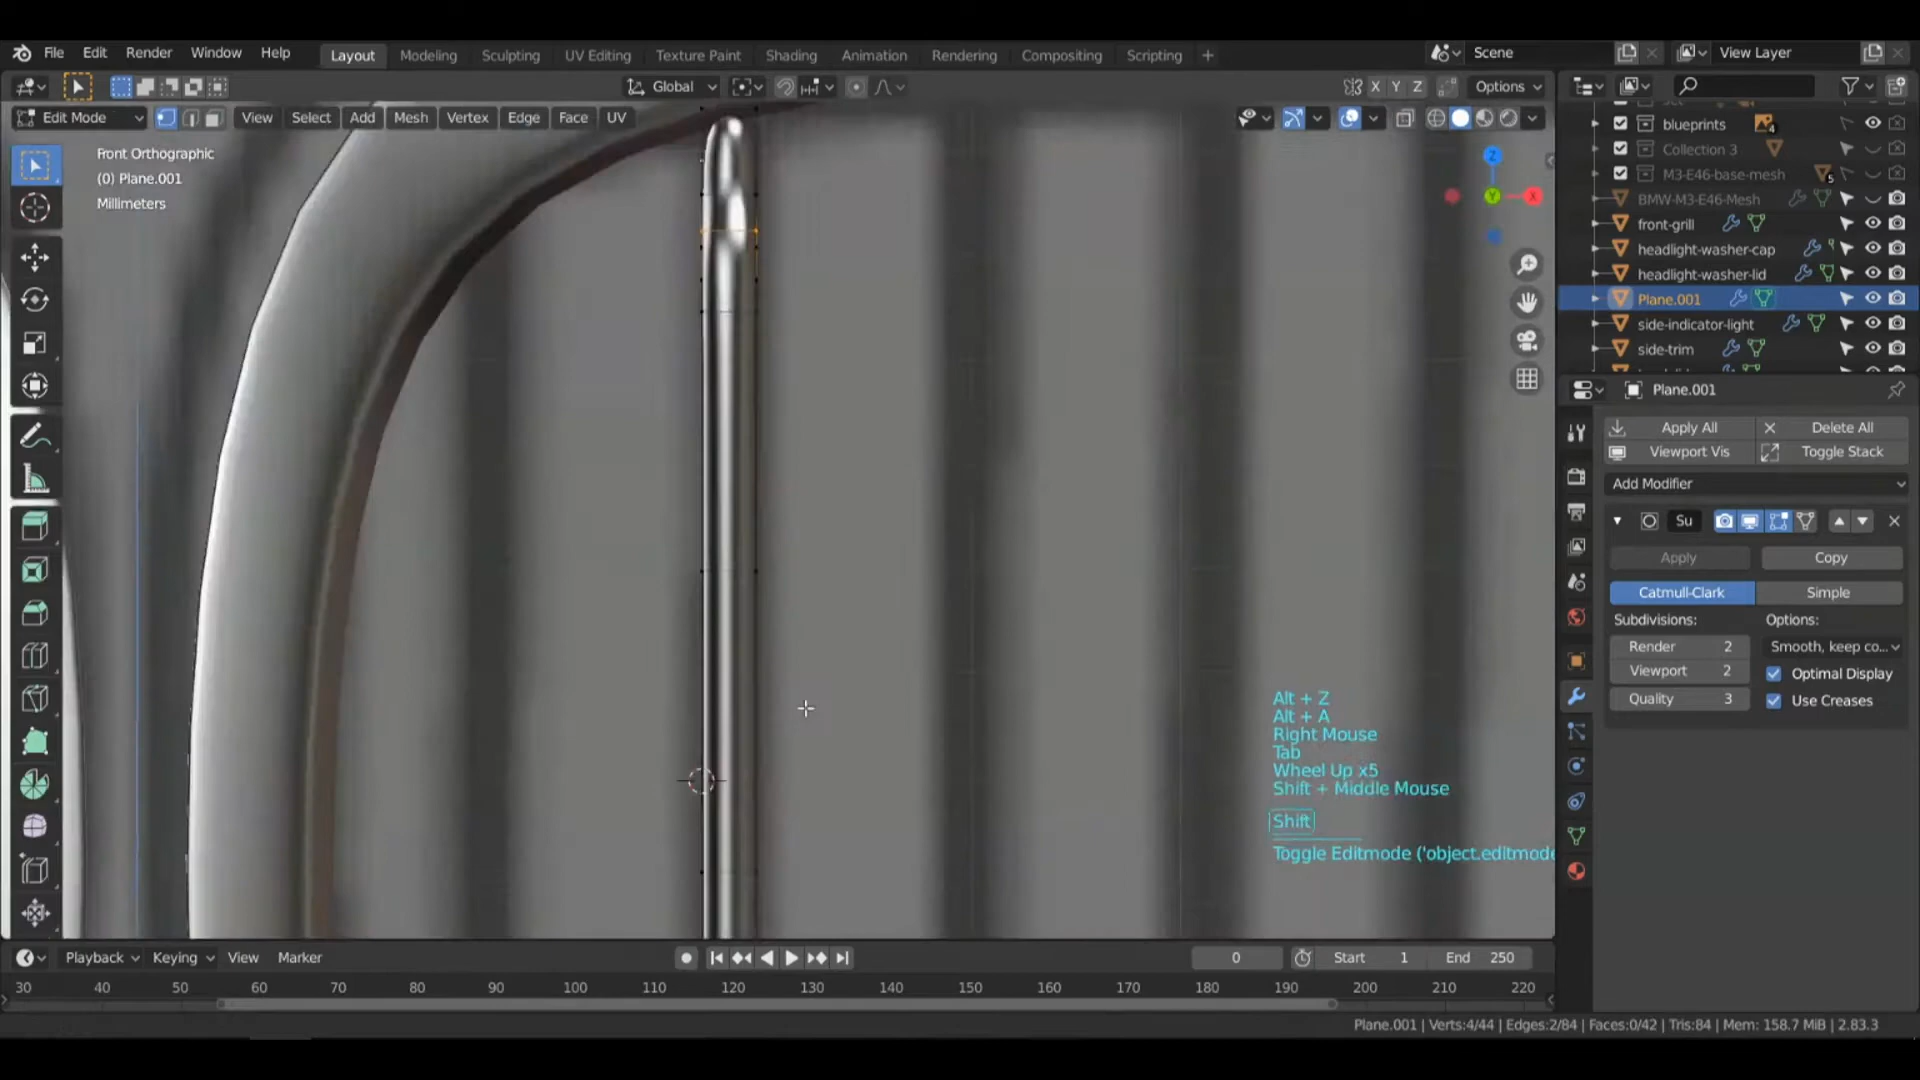 File Edit Render Window Help Layout Modeling Sculpting UV Editing Texture Paint Shading Animation Rendering Compositing Scripting + Scene View Layer
Global X Y Z Options
Edit Mode View Select Add Mesh Vertex Edge Face UV
Front Orthographic
(0) Plane.001
Millimeters
Z
Y
X
blueprints 4
Collection 3
M3-E46-base-mesh 5
BMW-M3-E46-Mesh
front-grill
headlight-washer-cap
headlight-washer-lid
Plane.001
side-indicator-light
side-trim
Plane.001
Apply All Delete All
Viewport Vis Toggle Stack
Add Modifier
Su
Apply Copy
Catmull-Clark Simple
Subdivisions: Options:
Render 2 Smooth, keep co...
Viewport 2 Optimal Display
Quality 3 Use Creases
Alt + Z
Alt + A
Right Mouse
Tab
Wheel Up x5
Shift + Middle Mouse
Shift
Toggle Editmode ('object.editmode
Playback Keying View Marker 0 Start 1 End 250
30 40 50 60 70 80 90 100 110 120 130 140 150 160 170 180 190 200 210 220
Plane.001 | Verts:4/44 | Edges:2/84 | Faces:0/42 | Tris:84 | Mem: 158.7 MiB | 2.83.3